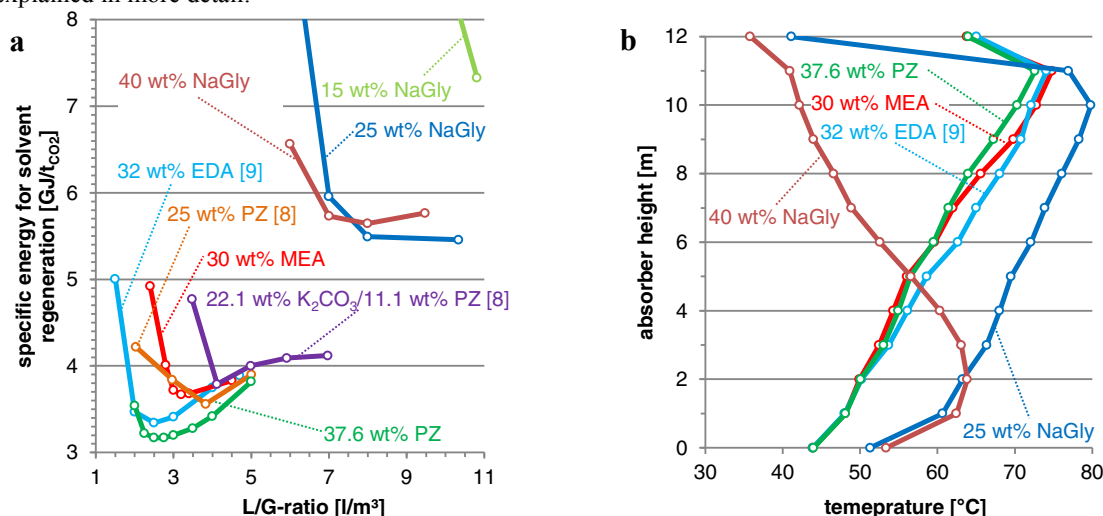 explained in more detail.
a
specific energy for solvent
regeneration [GJ/tCO2]
8
7
6
5
4
3
1
3
5
7
9
11
L/G-ratio [l/m³]
40 wt% NaGly
15 wt% NaGly
25 wt% NaGly
32 wt% EDA [9]
25 wt% PZ [8]
30 wt% MEA
22.1 wt% K2CO3/11.1 wt% PZ [8]
37.6 wt% PZ
b
absorber height [m]
12
10
8
6
4
2
0
30
40
50
60
70
80
temeprature [°C]
37.6 wt% PZ
30 wt% MEA
32 wt% EDA [9]
40 wt% NaGly
25 wt% NaGly